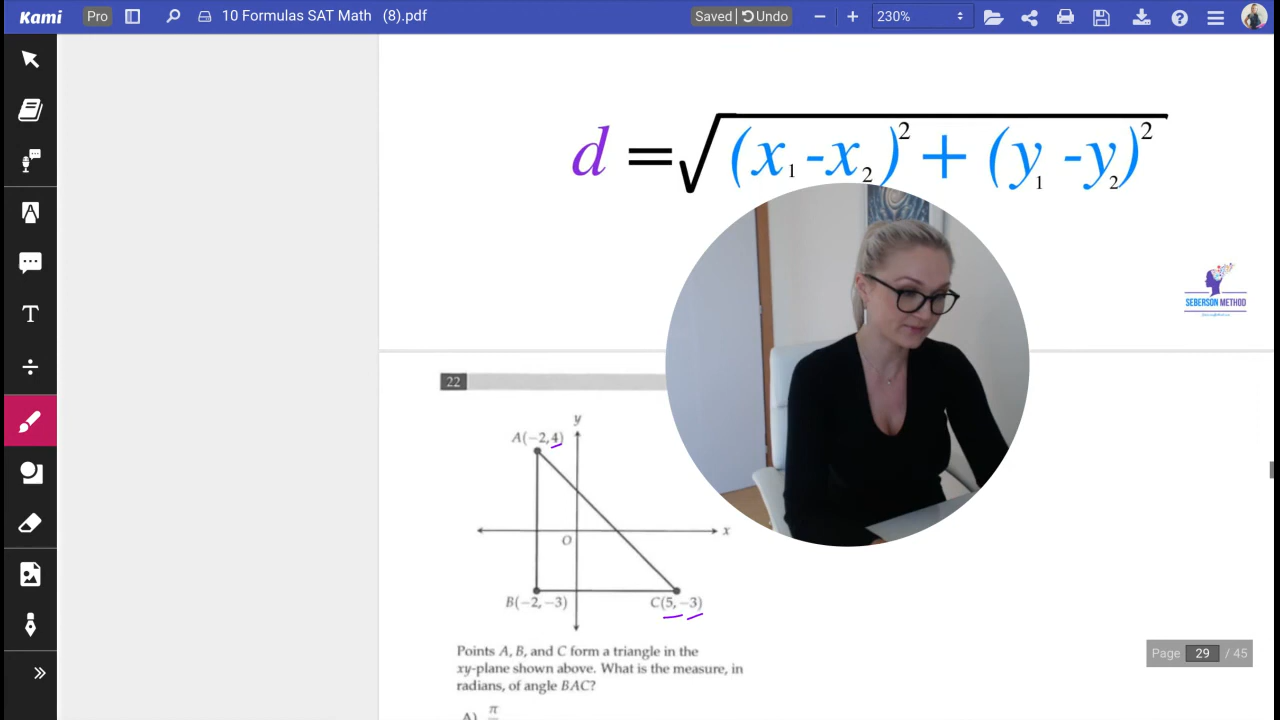 Kami Pro 10 Formulas SAT Math (8).pdf Saved Undo 230%
d = √(x₁ - x₂)² + (y₁ - y₂)²
SEBERSON METHOD
22
y
A(−2, 4)
x
O
B(−2, −3) C(5, −3)
Page 29 / 45
Points A, B, and C form a triangle in the
xy-plane shown above. What is the measure, in
radians, of angle BAC?
A) π